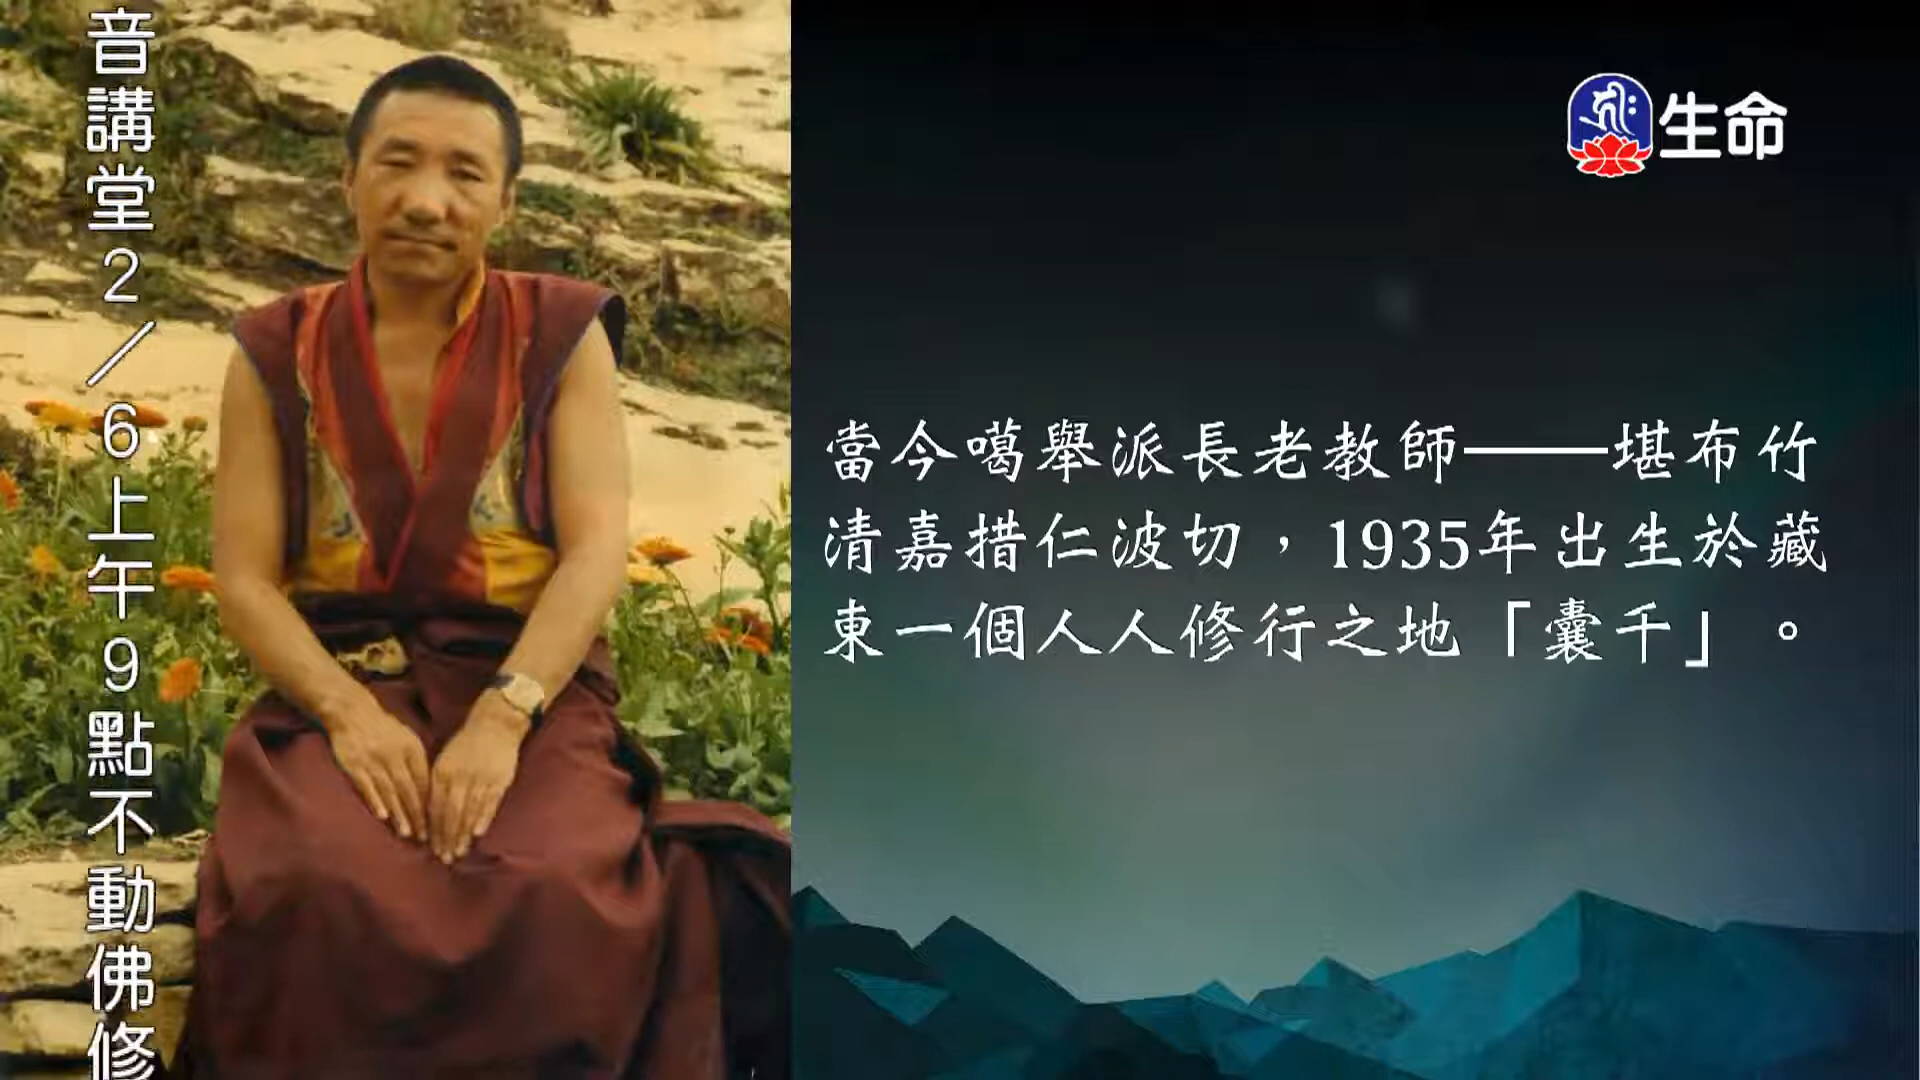 音講堂2/6上午9點不動佛修
生命
當今噶舉派長老教師——堪布竹
清嘉措仁波切，1935年出生於藏
東一個人人修行之地「囊千」。